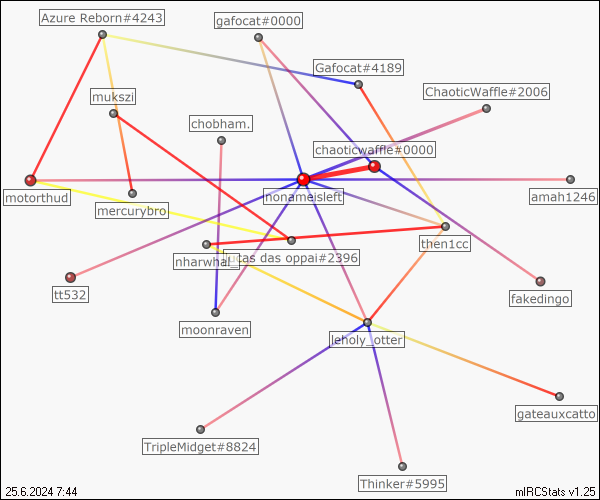 Azure Reborn#4243
gafocat#0000
Gafocat#4189
ChaoticWaffle#2006
mukszi
chobham.
chaoticwaffle#0000
motorthud
mercurybro
nonameisleft
amah1246
then1cc
nharwhal_
cas das oppai#2396
tt532
fakedingo
moonraven
leholy_otter
gateauxcatto
TripleMidget#8824
Thinker#5995
25.6.2024 7:44
mIRCStats v1.25